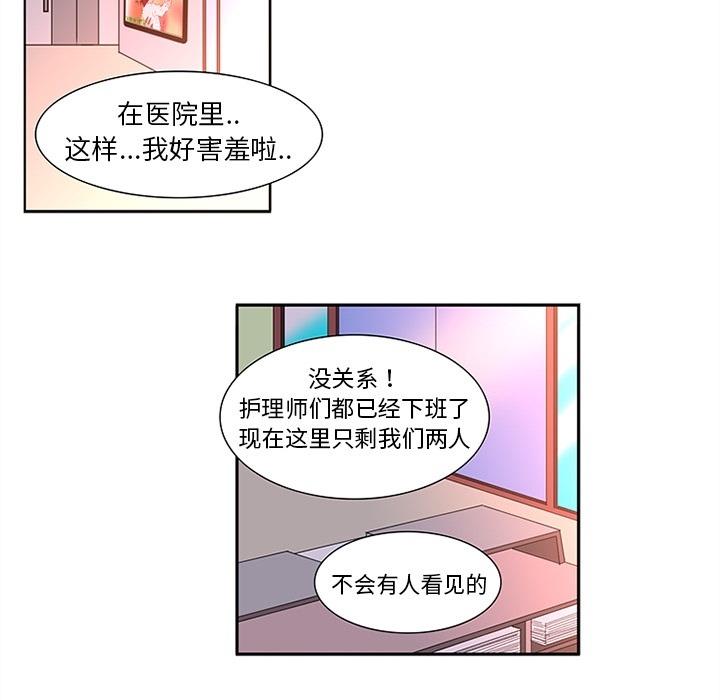 在医院里..
这样...我好害羞啦..
没关系！
护理师们都已经下班了
现在这里只剩我们两人
不会有人看见的